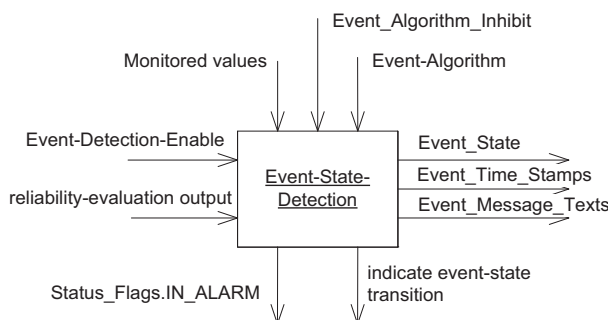 Event_Algorithm_Inhibit
Monitored values
Event-Algorithm
Event-Detection-Enable
reliability-evaluation output
Event-State-
Detection
Event_State
Event_Time_Stamps
Event_Message_Texts
Status_Flags.IN_ALARM
indicate event-state
transition